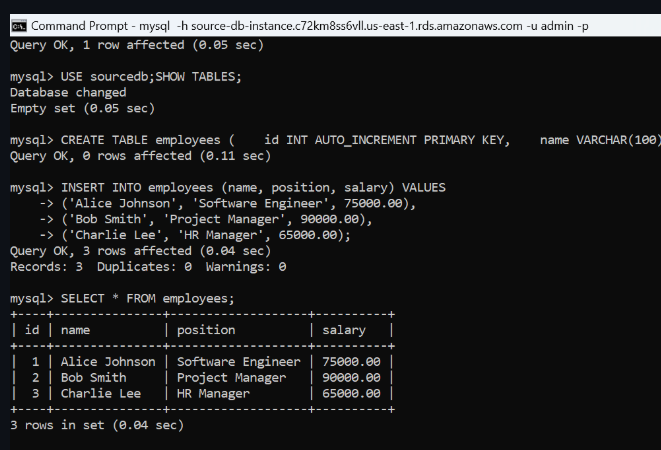 Command Prompt - mysql -h source-db-instance.c72km8ss6vll.us-east-1.rds.amazonaws.com -u admin -p
Query OK, 1 row affected (0.05 sec)
mysql> USE sourcedb;SHOW TABLES;
Database changed
Empty set (0.05 sec)
mysql> CREATE TABLE employees (    id INT AUTO_INCREMENT PRIMARY KEY,    name VARCHAR(100)
Query OK, 0 rows affected (0.11 sec)
mysql> INSERT INTO employees (name, position, salary) VALUES
    -> ('Alice Johnson', 'Software Engineer', 75000.00),
    -> ('Bob Smith', 'Project Manager', 90000.00),
    -> ('Charlie Lee', 'HR Manager', 65000.00);
Query OK, 3 rows affected (0.04 sec)
Records: 3  Duplicates: 0  Warnings: 0
mysql> SELECT * FROM employees;
+----+---------------+-------------------+----------+
| id | name          | position          | salary   |
+----+---------------+-------------------+----------+
|  1 | Alice Johnson | Software Engineer | 75000.00 |
|  2 | Bob Smith     | Project Manager   | 90000.00 |
|  3 | Charlie Lee   | HR Manager        | 65000.00 |
+----+---------------+-------------------+----------+
3 rows in set (0.04 sec)